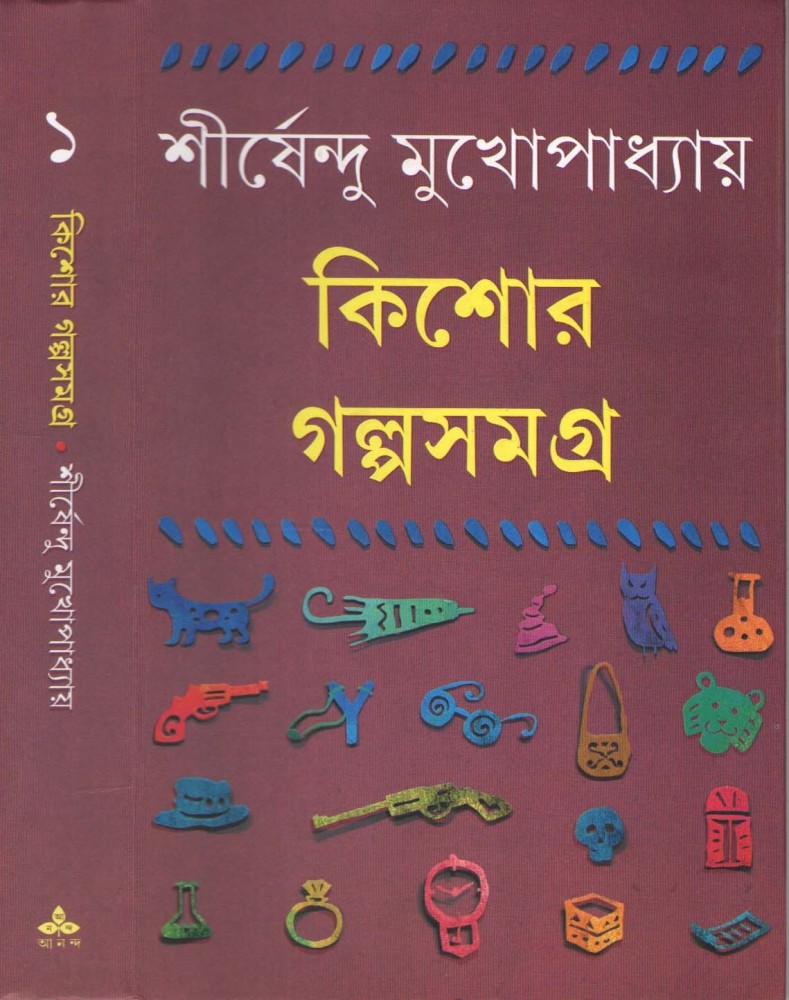 ১
কিশোর গল্পসমগ্র • শীর্ষেন্দু মুখোপাধ্যায়
আ
ন ন্দ
আনন্দ
শীর্ষেন্দু মুখোপাধ্যায়
কিশোর
গল্পসমগ্র